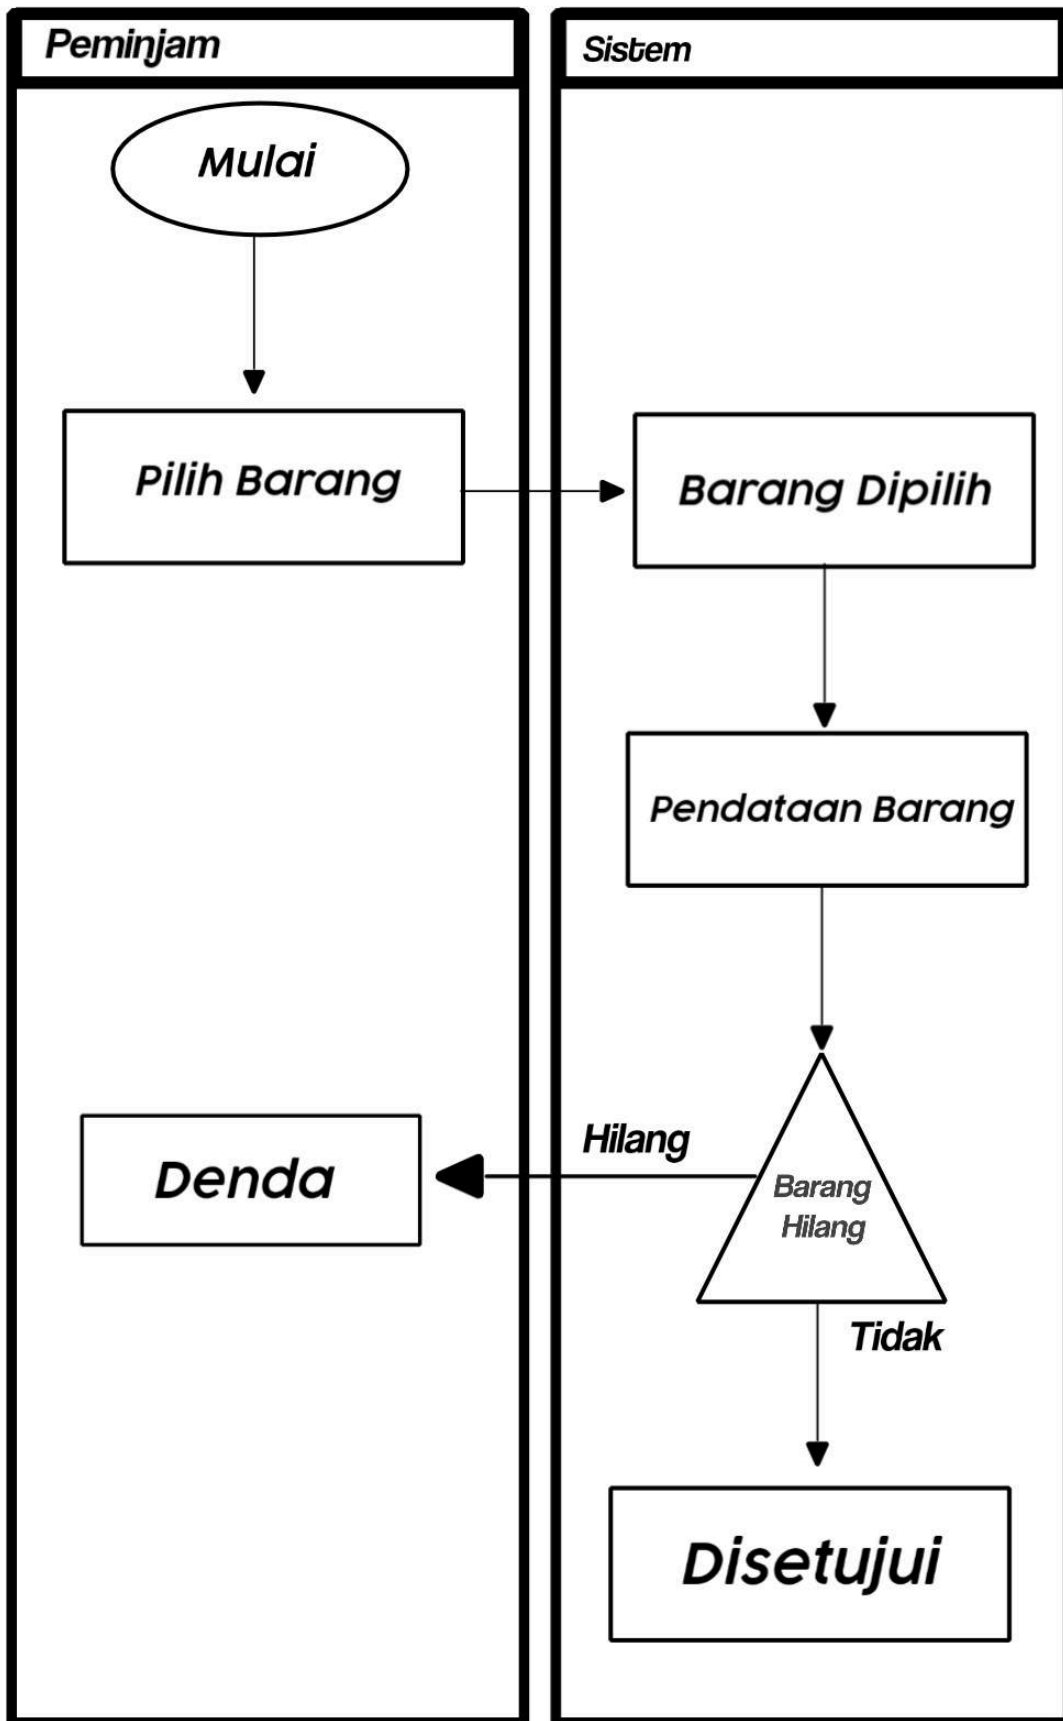 Peminjam
Sistem
Mulai
Pilih Barang
Barang Dipilih
Pendataan Barang
Hilang
Denda
Barang
Hilang
Tidak
Disetujui